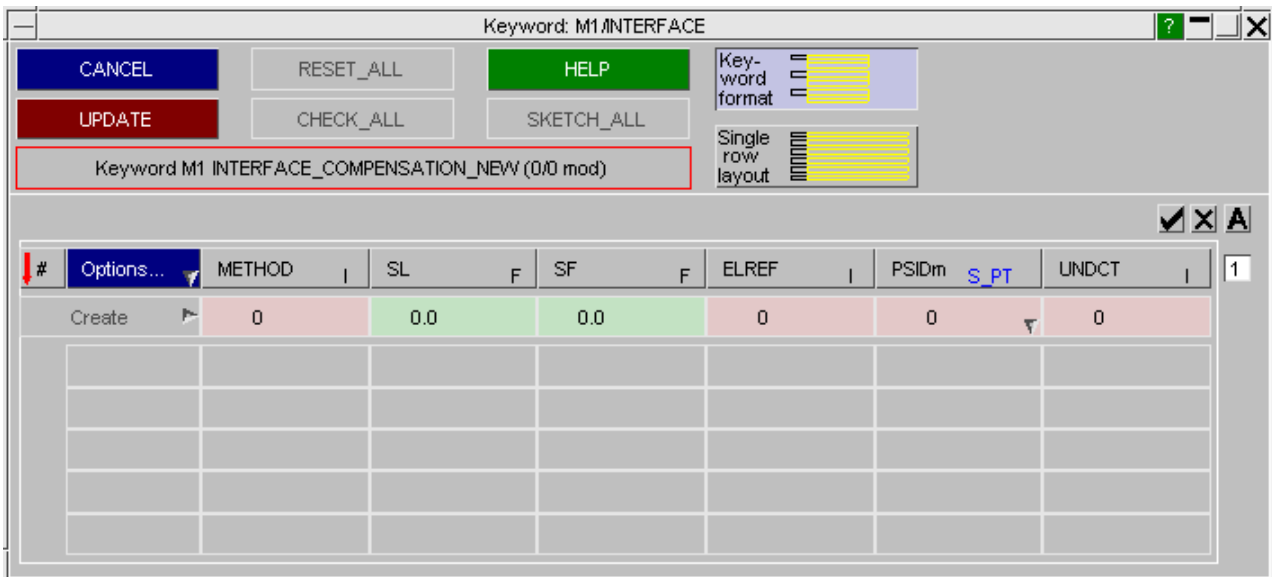 Keyword: M1/INTERFACE
?
CANCEL
RESET_ALL
HELP
Key-
word
format
UPDATE
CHECK_ALL
SKETCH_ALL
Single
row
layout
Keyword M1 INTERFACE_COMPENSATION_NEW (0/0 mod)
A
# Options... METHOD I SL F SF F ELREF I PSIDm S_PT UNDCT I 1
Create 0 0.0 0.0 0 0 0